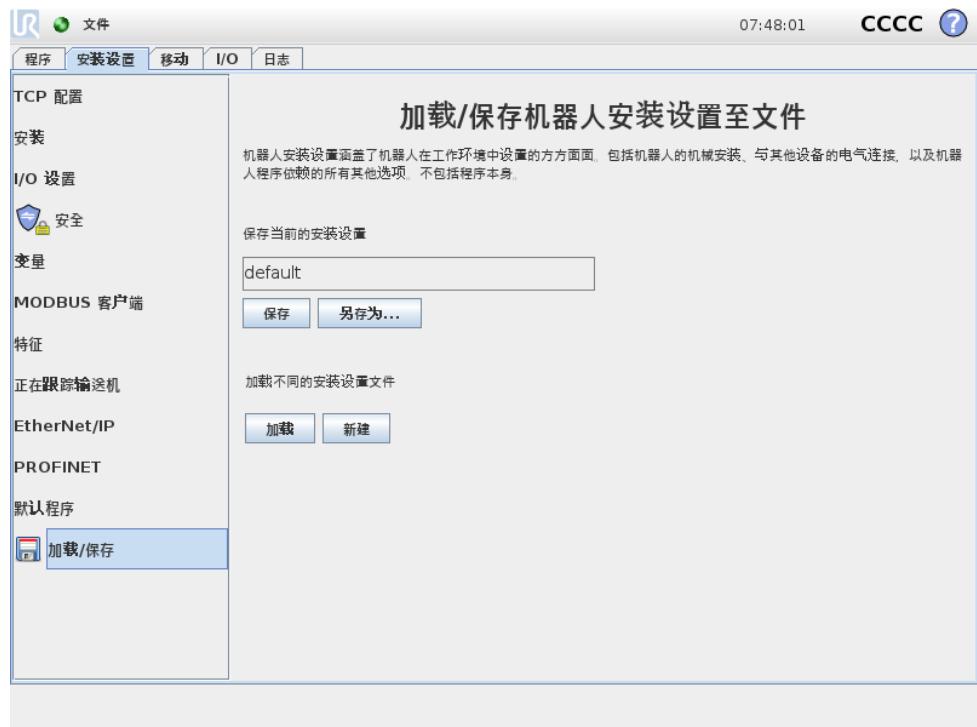 UR 文件 07:48:01 CCCC ?
程序 安装设置 移动 I/O 日志
TCP 配置
安装
I/O 设置
安全
变量
MODBUS 客户端
特征
正在跟踪输送机
EtherNet/IP
PROFINET
默认程序
加载/保存
加载/保存机器人安装设置至文件
机器人安装设置涵盖了机器人在工作环境中设置的方方面面。包括机器人的机械安装、与其他设备的电气连接，以及机器
人程序依赖的所有其他选项。不包括程序本身。
保存当前的安装设置
default
保存 另存为...
加载不同的安装设置文件
加载 新建